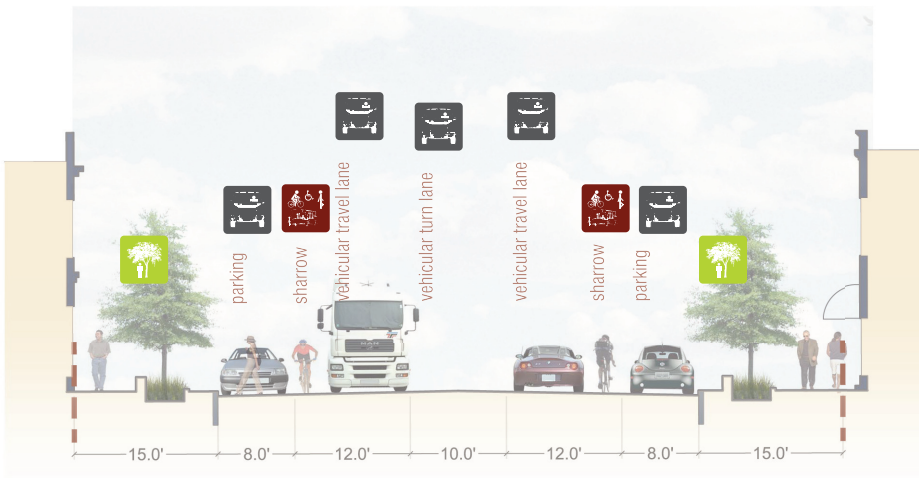 vehicular travel lane
vehicular turn lane
vehicular travel lane
parking
sharrow
sharrow
parking
15.0'
8.0'
12.0'
10.0'
12.0'
8.0'
15.0'